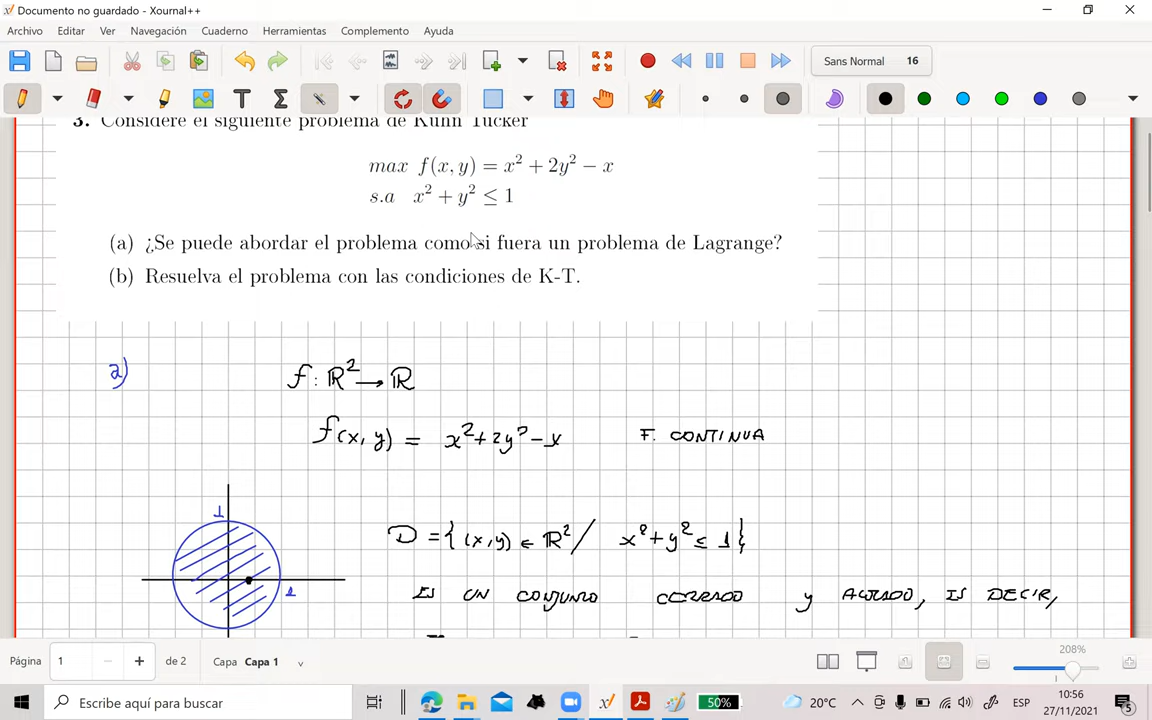 Documento no guardado - Xournal++
Archivo Editar Ver Navegación Cuaderno Herramientas Complemento Ayuda
Sans Normal 16
3. Considere el siguiente problema de Kuhn Tucker
max f(x, y) = x² + 2y² − x
s.a x² + y² ≤ 1
(a) ¿Se puede abordar el problema como si fuera un problema de Lagrange?
(b) Resuelva el problema con las condiciones de K-T.
a) f : ℝ² → ℝ
f(x, y) = x² + 2y² − x F. CONTINUA
1
D = {(x, y) ∈ ℝ² / x² + y² ≤ 1}
1
ES UN CONJUNTO CERRADO y ACOTADO, ES DECIR,
Página 1 de 2 Capa Capa 1 208%
Escribe aquí para buscar 50% 20°C ESP 10:56
27/11/2021 5